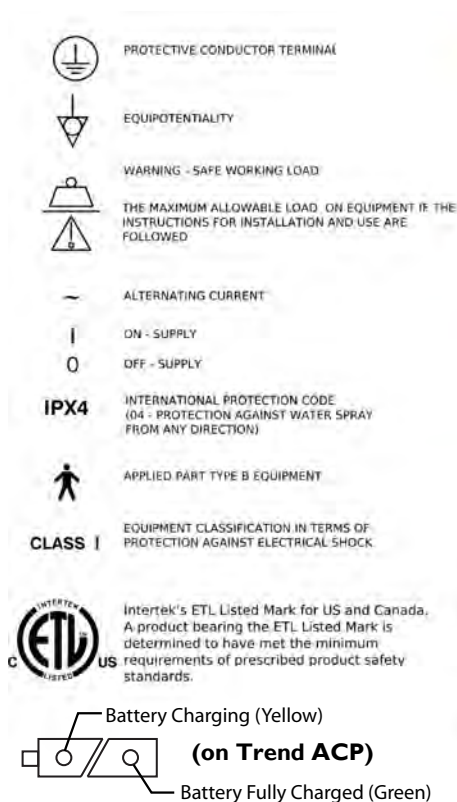 PROTECTIVE CONDUCTOR TERMINAL
EQUIPOTENTIALITY
WARNING - SAFE WORKING LOAD
THE MAXIMUM ALLOWABLE LOAD ON EQUIPMENT IF THE
INSTRUCTIONS FOR INSTALLATION AND USE ARE
FOLLOWED
~ ALTERNATING CURRENT
I ON - SUPPLY
0 OFF - SUPPLY
IPX4 INTERNATIONAL PROTECTION CODE
(04 - PROTECTION AGAINST WATER SPRAY
FROM ANY DIRECTION)
APPLIED PART TYPE B EQUIPMENT
CLASS I EQUIPMENT CLASSIFICATION IN TERMS OF
PROTECTION AGAINST ELECTRICAL SHOCK
INTERTEK
ETL
LISTED
C US
Intertek's ETL Listed Mark for US and Canada.
A product bearing the ETL Listed Mark is
determined to have met the minimum
requirements of prescribed product safety
standards.
Battery Charging (Yellow)
(on Trend ACP)
Battery Fully Charged (Green)